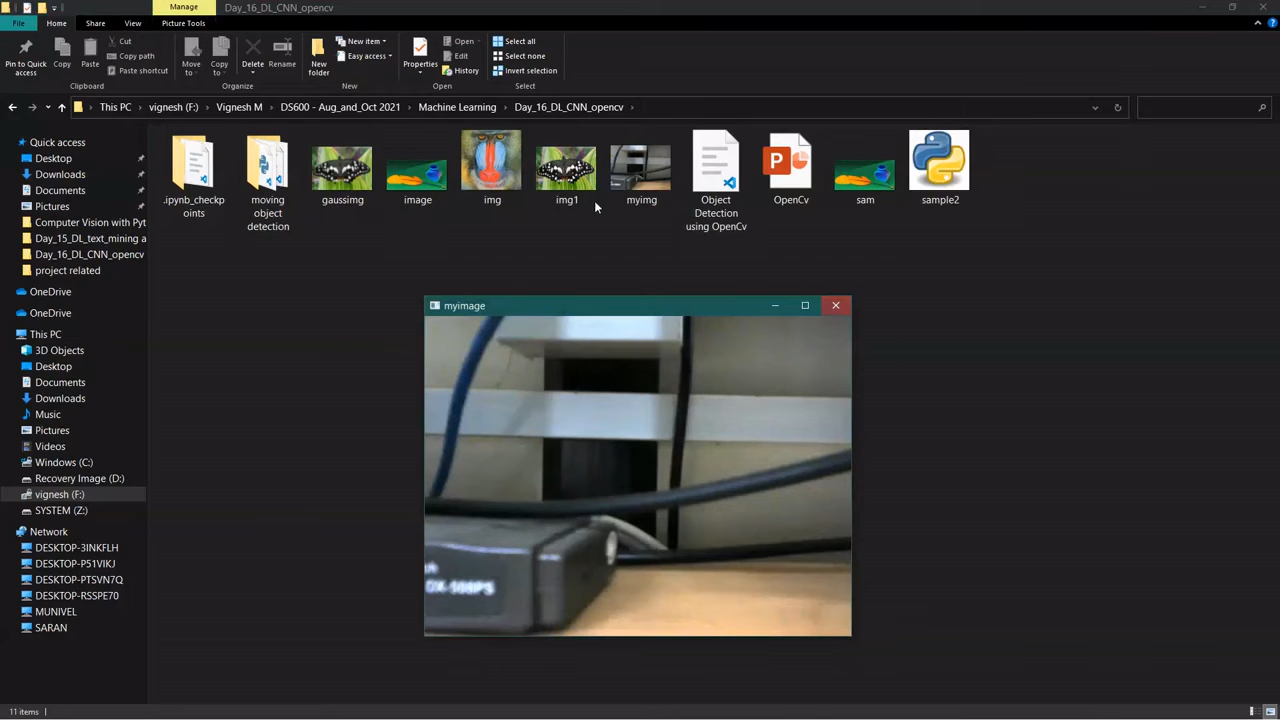 Manage
Day_16_DL_CNN_opencv
File
Home
Share
View
Picture Tools
Pin to Quick access
Copy
Paste
Cut
Copy path
Paste shortcut
Clipboard
Move to
Copy to
Delete
Rename
Organize
New folder
New item
Easy access
New
Properties
Open
Edit
History
Open
Select all
Select none
Invert selection
Select
This PC
vignesh (F:)
Vignesh M
DS600 - Aug_and_Oct 2021
Machine Learning
Day_16_DL_CNN_opencv
Quick access
Desktop
Downloads
Documents
Pictures
Computer Vision with Pyt
Day_15_DL_text_mining a
Day_16_DL_CNN_opencv
project related
OneDrive
OneDrive
This PC
3D Objects
Desktop
Documents
Downloads
Music
Pictures
Videos
Windows (C:)
Recovery Image (D:)
vignesh (F:)
SYSTEM (Z:)
Network
DESKTOP-3INKFLH
DESKTOP-P51VIKJ
DESKTOP-PTSVN7Q
DESKTOP-RSSPE70
MUNIVEL
SARAN
.ipynb_checkp
oints
moving
object
detection
gaussimg
image
img
img1
myimg
Object
Detection
using OpenCv
P
OpenCv
sam
sample2
myimage
11 items